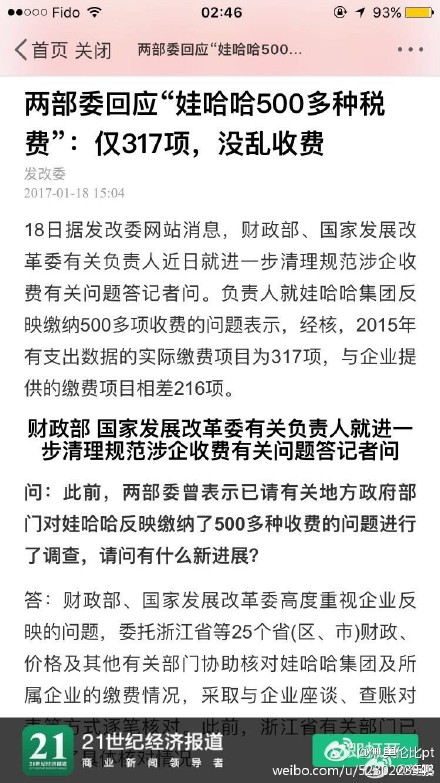 Fido 02:46 93%
首页 关闭 两部委回应“娃哈哈500...
两部委回应“娃哈哈500多种税
费”：仅317项，没乱收费
发改委
2017-01-18 15:04
18日据发改委网站消息，财政部、国家发展改
革委有关负责人近日就进一步清理规范涉企收
费有关问题答记者问。负责人就娃哈哈集团反
映缴纳500多项收费的问题表示，经核，2015年
有支出数据的实际缴费项目为317项，与企业提
供的缴费项目相差216项。
财政部 国家发展改革委有关负责人就进一
步清理规范涉企收费有关问题答记者问
问：此前，两部委曾表示已请有关地方政府部
门对娃哈哈反映缴纳了500多种收费的问题进行
了调查，请问有什么新进展？
答：财政部、国家发展改革委高度重视企业反
映的问题，委托浙江省等25个省(区、市)财政、
价格及其他有关部门协助核对娃哈哈集团及所
属企业的缴费情况，采取与企业座谈、查账对
表等方式逐笔核对。此前，浙江省有关部门已
21
21世纪经济报道
商业新闻领导者